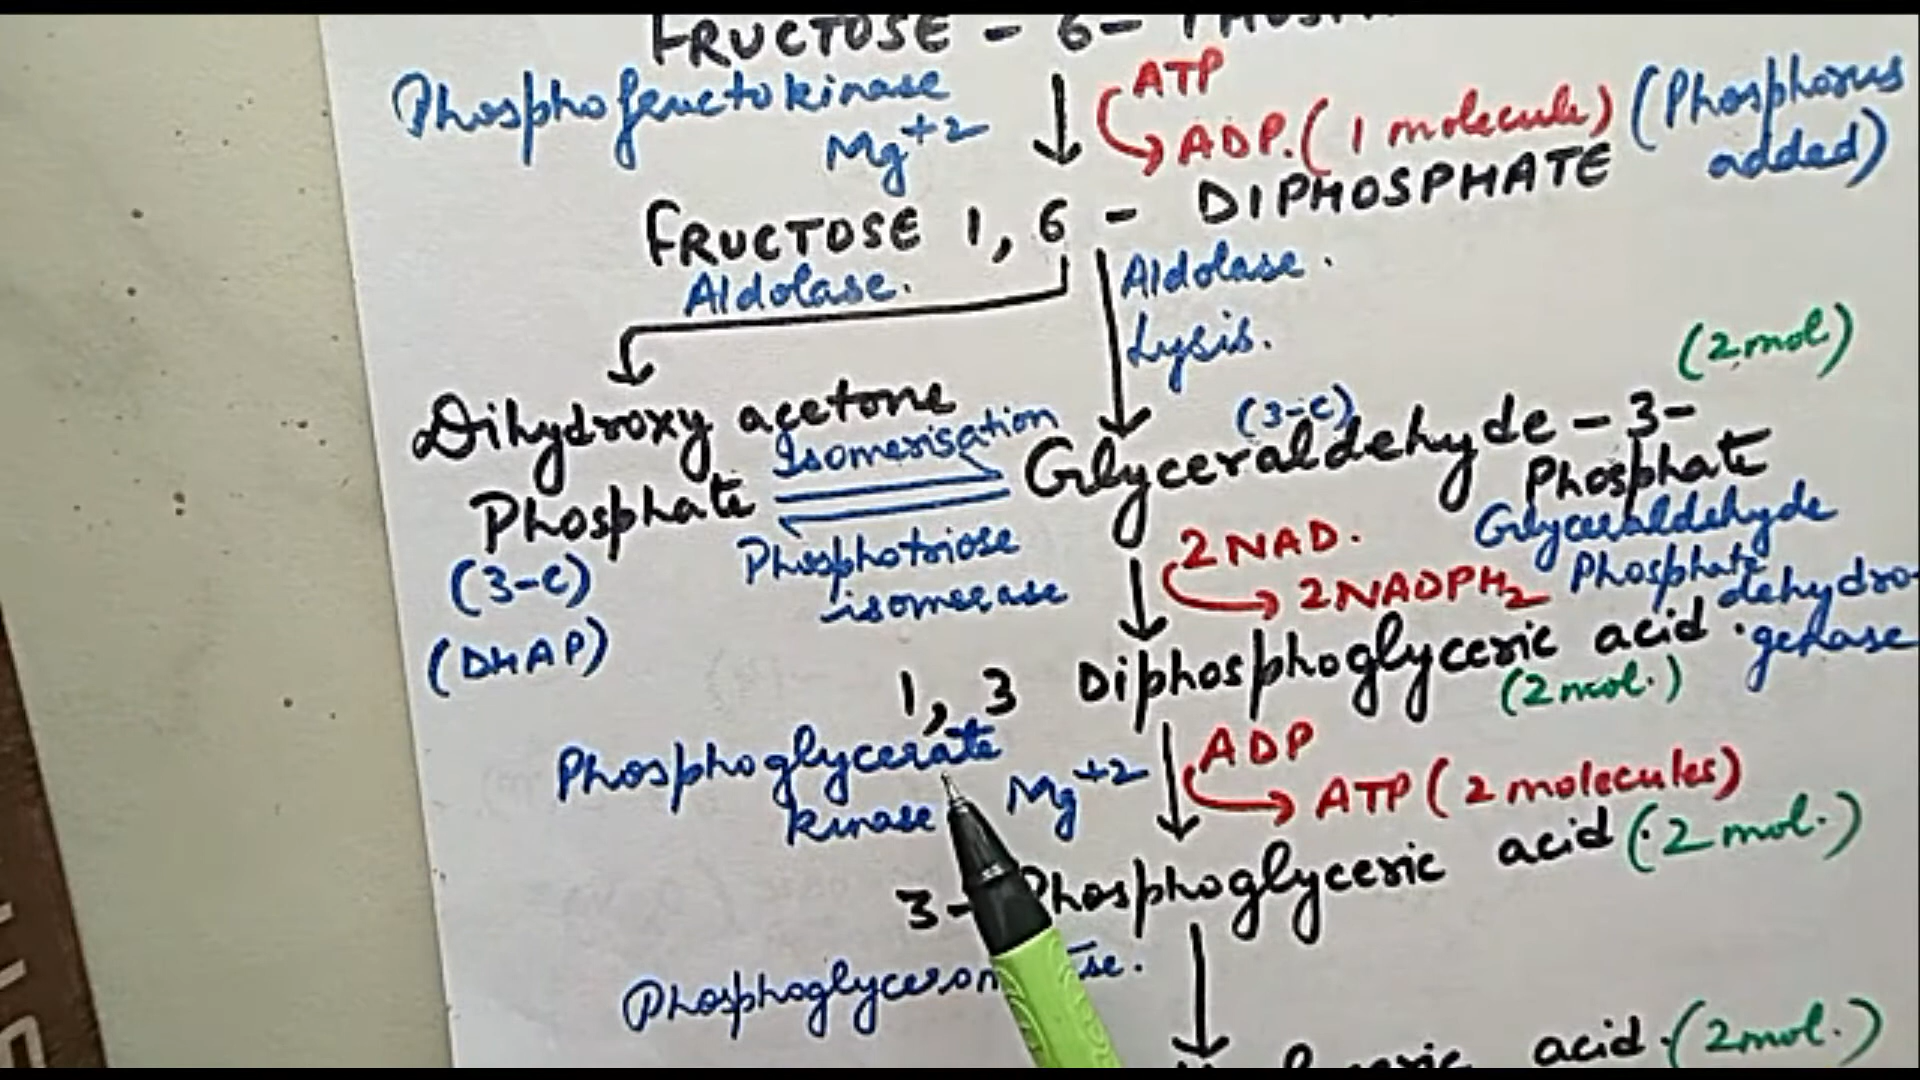 FRUCTOSE - 6 -
Phosphofructokinase
Mg+2
ATP
ADP. (1 molecule) (Phosphorus added)
FRUCTOSE 1, 6 - DIPHOSPHATE
Aldolase.
Aldolase.
Lysis.
(2 mol)
Dihydroxy acetone
Phosphate
(3-C)
(DHAP)
Isomerisation
Phosphotriose
isomerase
(3-C)
Glyceraldehyde - 3 -
Phosphate
2NAD.
2NADPH2
Glyceraldehyde
Phosphate
dehydro-
genase
1, 3 Diphosphoglyceric acid.
(2 mol.)
Phosphoglycerate
kinase
Mg+2
ADP
ATP (2 molecules)
3- Phosphoglyceric acid (2 mol.)
acid. (2 mol.)